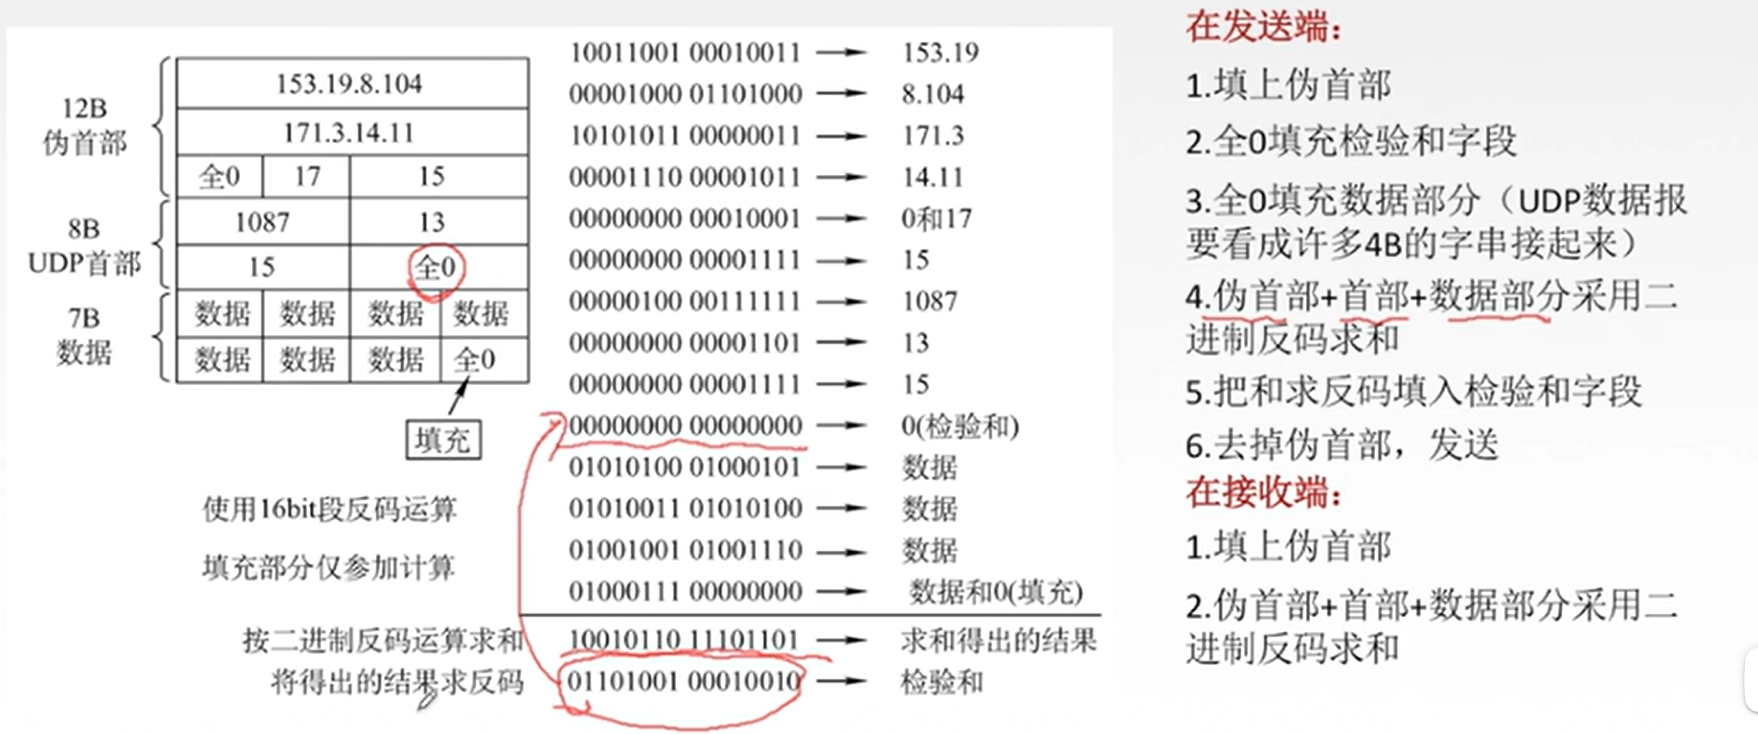 153.19.8.104
12B
伪首部
171.3.14.11
全0 17 15
8B
UDP首部
1087 13
15 全0
7B
数据
数据 数据 数据 数据
数据 数据 数据 全0
填充
使用16bit段反码运算
填充部分仅参加计算
10011001 00010011 → 153.19
00001000 01101000 → 8.104
10101011 00000011 → 171.3
00001110 00001011 → 14.11
00000000 00010001 → 0和17
00000000 00001111 → 15
00000100 00111111 → 1087
00000000 00001101 → 13
00000000 00001111 → 15
00000000 00000000 → 0(检验和)
01010100 01000101 → 数据
01010011 01010100 → 数据
01001001 01001110 → 数据
01000111 00000000 → 数据和0(填充)
按二进制反码运算求和 10010110 11101101 → 求和得出的结果
将得出的结果求反码 01101001 00010010 → 检验和
在发送端：
1.填上伪首部
2.全0填充检验和字段
3.全0填充数据部分（UDP数据报
要看成许多4B的字串接起来）
4.伪首部+首部+数据部分采用二
进制反码求和
5.把和求反码填入检验和字段
6.去掉伪首部，发送
在接收端：
1.填上伪首部
2.伪首部+首部+数据部分采用二
进制反码求和